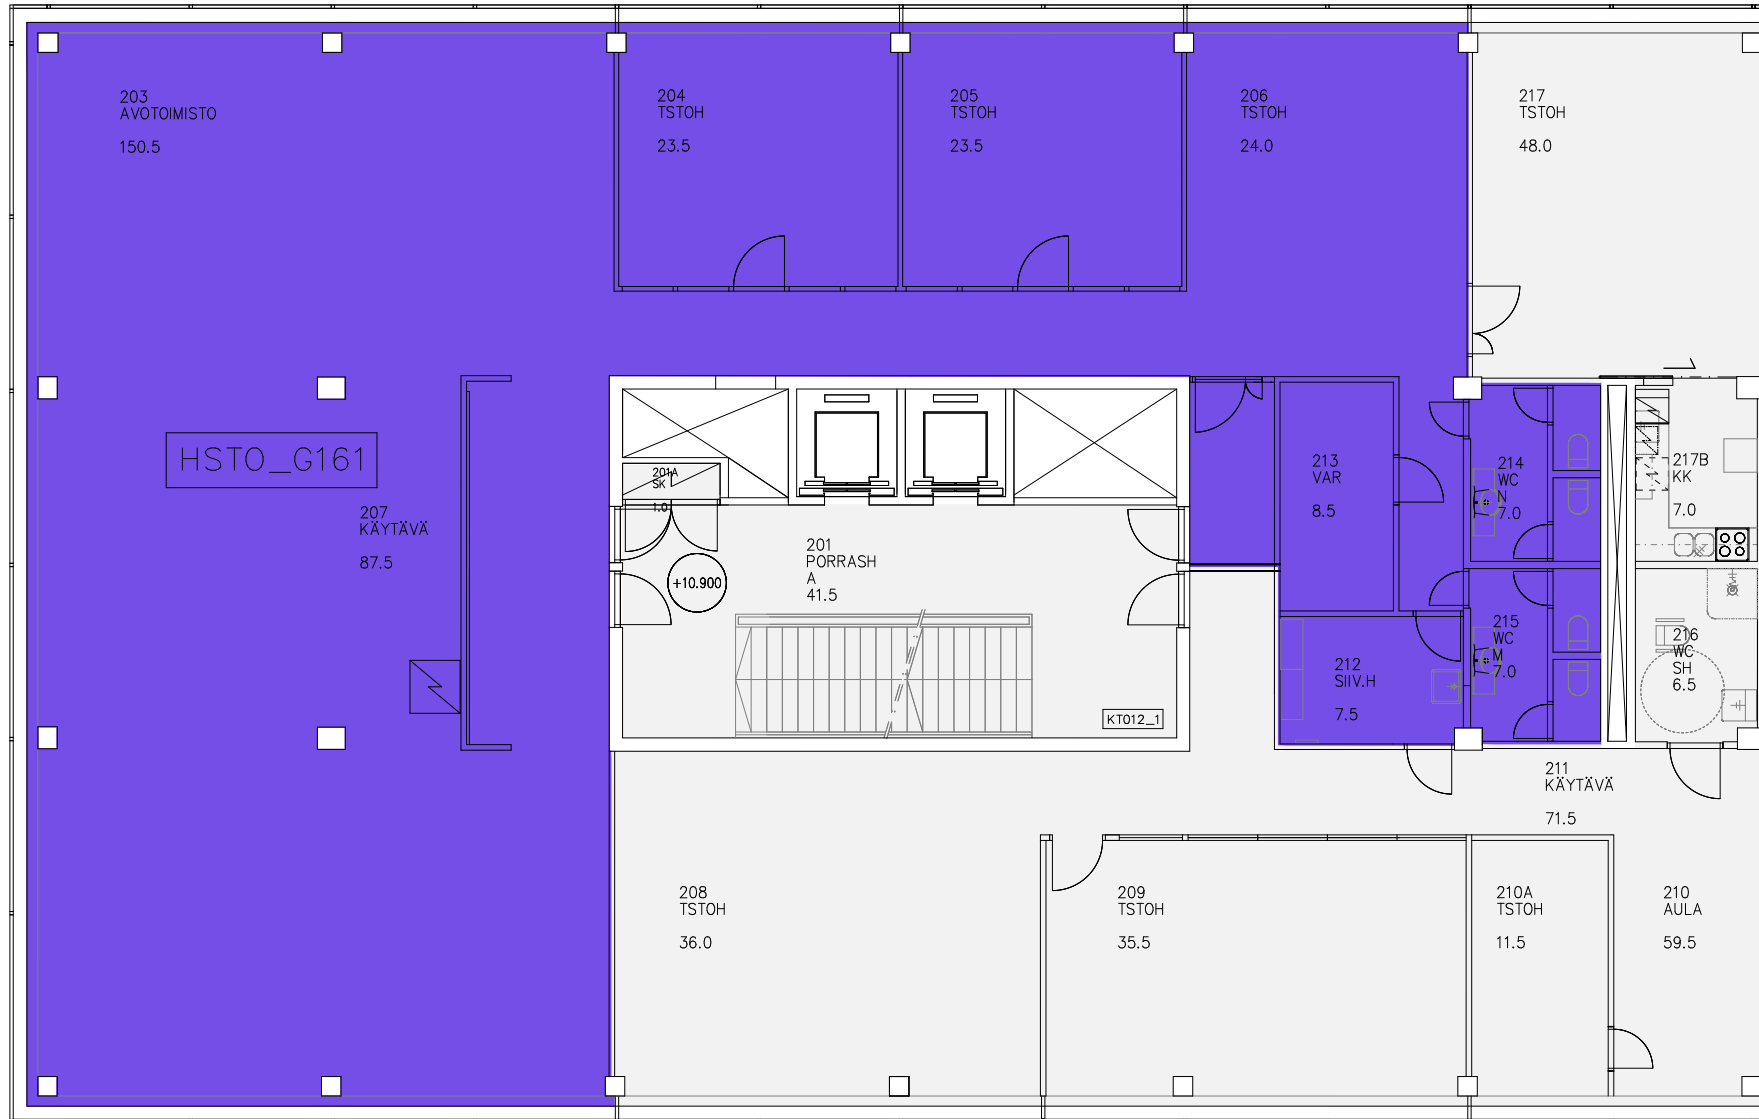 203
AVOTOIMISTO
150.5
204
TSTOH
23.5
205
TSTOH
23.5
206
TSTOH
24.0
217
TSTOH
48.0
HSTO_G161
207
KÄYTÄVÄ
87.5
201A
SK
1.0
201
PORRASH
A
41.5
+10.900
KT012_1
213
VAR
8.5
214
WC
N
7.0
217B
KK
7.0
212
SIIV.H
7.5
215
WC
M
7.0
216
WC
SH
6.5
211
KÄYTÄVÄ
71.5
208
TSTOH
36.0
209
TSTOH
35.5
210A
TSTOH
11.5
210
AULA
59.5